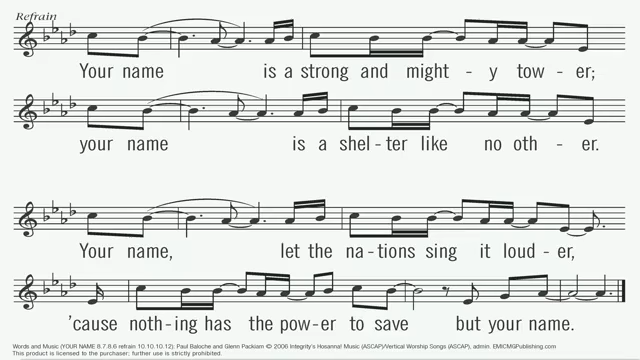 Refrain
Your name is a strong and might - y tow - er;
your name is a shel - ter like no oth - er.
Your name, let the na - tions sing it loud - er,
'cause noth - ing has the pow - er to save but your name.
Words and Music (YOUR NAME 8.7.8.6 refrain 10.10.10.12): Paul Baloche and Glenn Packiam © 2006 Integrity's Hosanna! Music (ASCAP)/Vertical Worship Songs (ASCAP), admin. EMICMGPublishing.com
This product is licensed to the purchaser; further use is strictly prohibited.